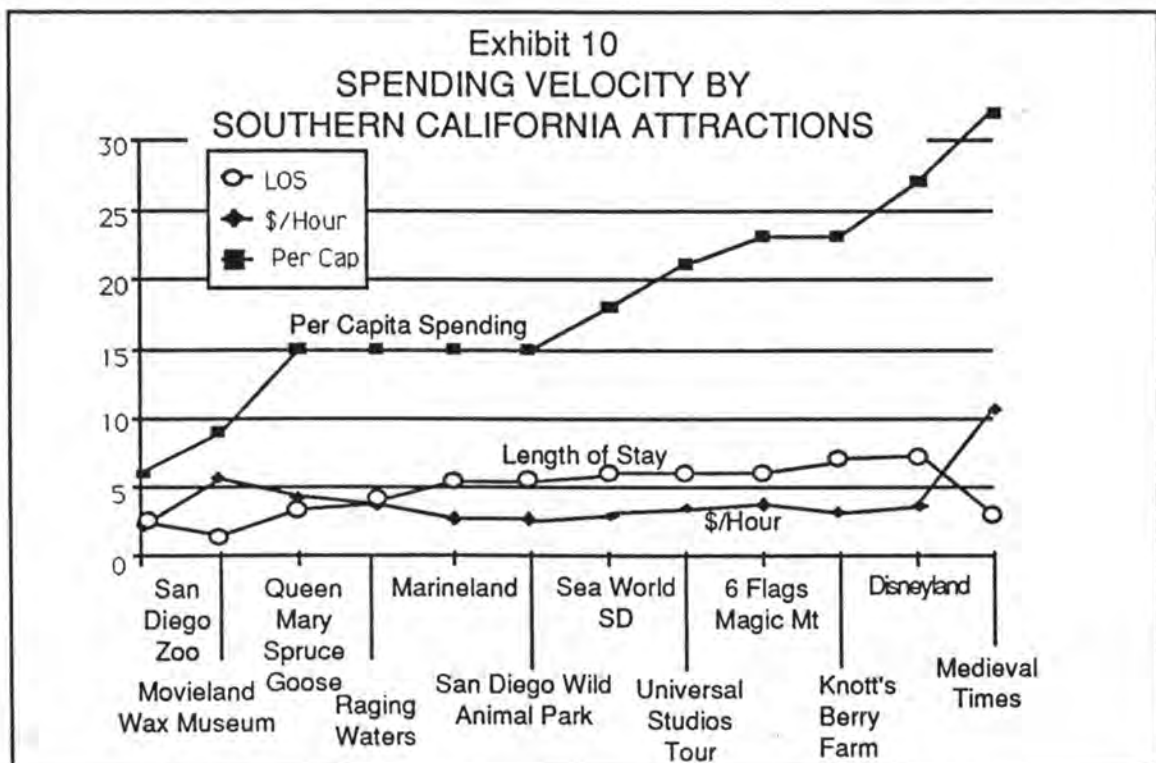 Exhibit 10
SPENDING VELOCITY BY
SOUTHERN CALIFORNIA ATTRACTIONS
30
25
20
15
10
5
0
LOS
$/Hour
Per Cap
Per Capita Spending
Length of Stay
$/Hour
San
Diego
Zoo
Movieland
Wax Museum
Queen
Mary
Spruce
Goose
Raging
Waters
Marineland
San Diego Wild
Animal Park
Sea World
SD
Universal
Studios
Tour
6 Flags
Magic Mt
Knott's
Berry
Farm
Disneyland
Medieval
Times